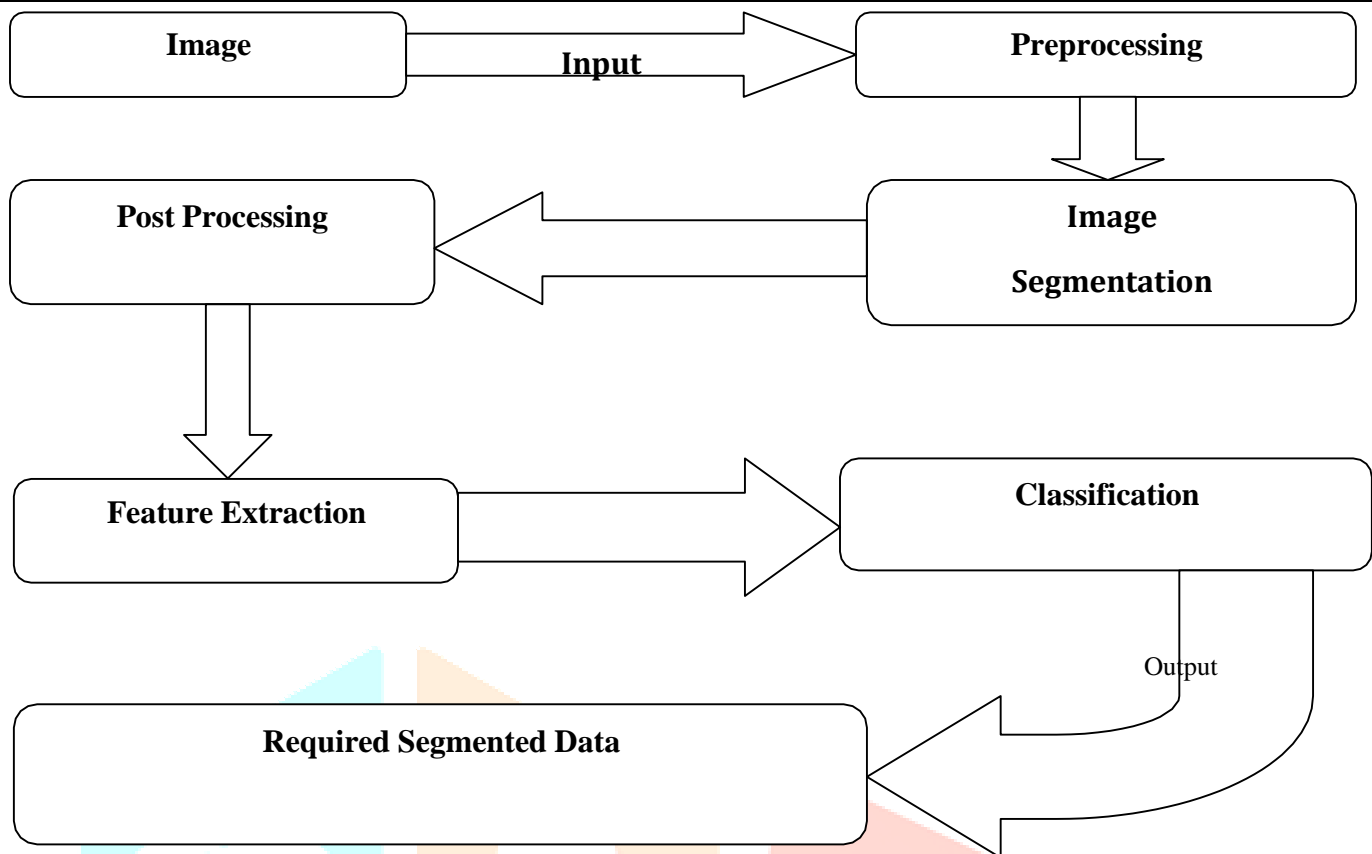 Image
Input
Preprocessing
Post Processing
Image
Segmentation
Feature Extraction
Classification
Output
Required Segmented Data